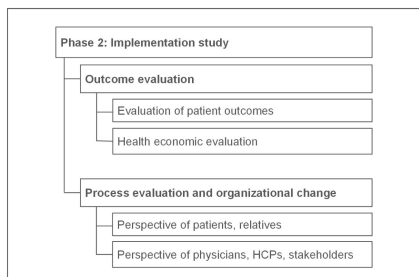 Phase 2: Implementation study
Outcome evaluation
Evaluation of patient outcomes
Health economic evaluation
Process evaluation and organizational change
Perspective of patients, relatives
Perspective of physicians, HCPs, stakeholders